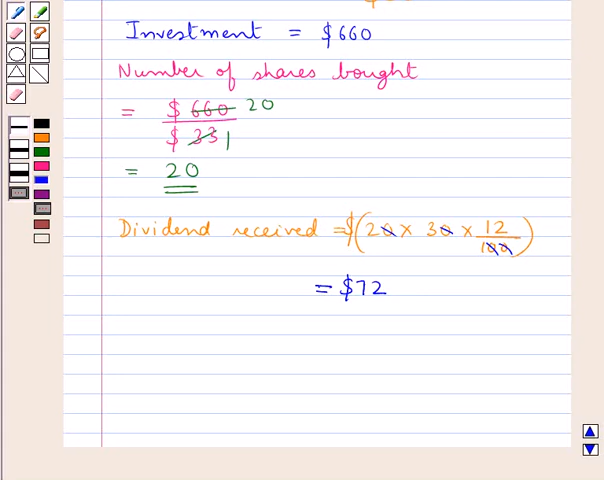 Investment = $660
Number of shares bought
= $ 660 20
$ 33 1
= 20
Dividend received = $(20 × 30 × 12/100)
= $72